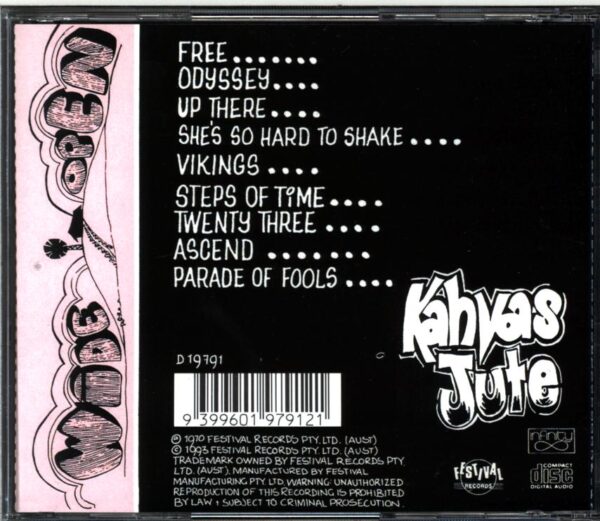 WIDE OPEN
FREE.......
ODYSSEY....
UP THERE....
SHE'S SO HARD TO SHAKE....
VIKINGS ....
STEPS OF TiME....
TWENTY THREE ....
ASCEND .......
PARADE OF FOOLS ....
Kahvas
Jute
D 19791
9 399601 979121
℗ 1970 FESTIVAL RECORDS PTY. LTD. (AUST)
© 1993 FESTIVAL RECORDS PTY. LTD. (AUST)
TRADEMARK OWNED BY FESTIVAL RECORDS PTY.
LTD. (AUST). MANUFACTURED BY FESTIVAL
MANUFACTURING PTY. LTD. WARNING: UNAUTHORIZED
REPRODUCTION OF THIS RECORDING IS PROHIBITED
BY LAW & SUBJECT TO CRIMINAL PROSECUTION.
FESTIVAL
RECORDS
infinity
COMPACT
disc
DIGITAL AUDIO